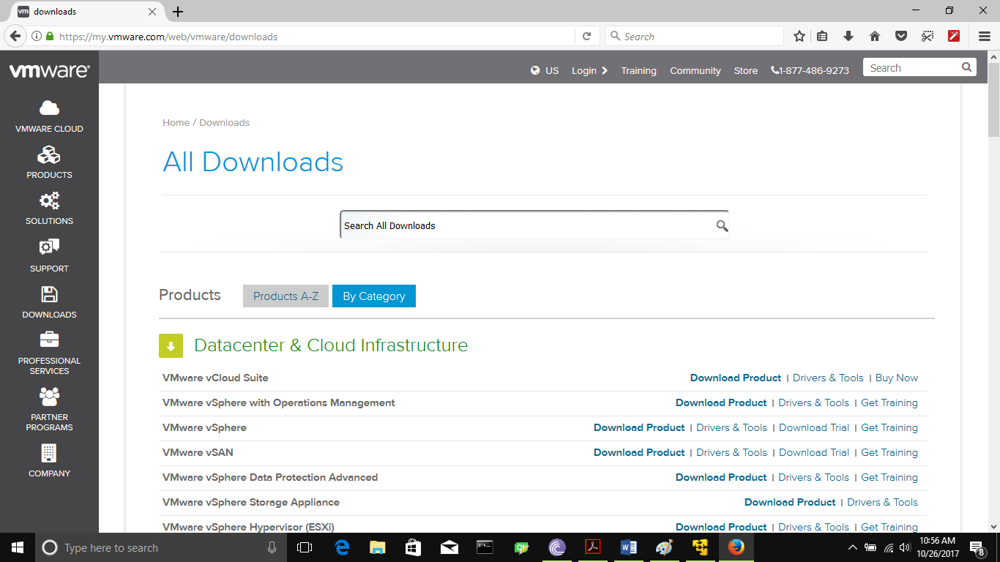 downloads
https://my.vmware.com/web/vmware/downloads
Search
vmware
US Login Training Community Store 1-877-486-9273 Search
VMWARE CLOUD
PRODUCTS
SOLUTIONS
SUPPORT
DOWNLOADS
PROFESSIONAL
SERVICES
PARTNER
PROGRAMS
COMPANY
Home / Downloads
All Downloads
Search All Downloads
Products Products A-Z By Category
Datacenter & Cloud Infrastructure
VMware vCloud Suite Download Product | Drivers & Tools | Buy Now
VMware vSphere with Operations Management Download Product | Drivers & Tools | Get Training
VMware vSphere Download Product | Drivers & Tools | Download Trial | Get Training
VMware vSAN Download Product | Drivers & Tools | Download Trial | Get Training
VMware vSphere Data Protection Advanced Download Product | Drivers & Tools | Get Training
VMware vSphere Storage Appliance Download Product | Drivers & Tools
VMware vSphere Hypervisor (ESXi) Download Product | Drivers & Tools | Get Training
Type here to search
10:56 AM
10/26/2017
8